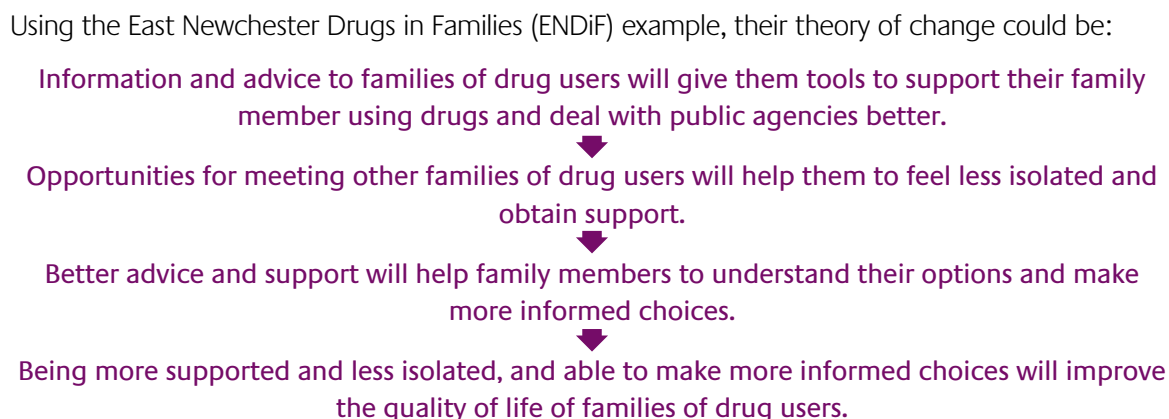 Using the East Newchester Drugs in Families (ENDiF) example, their theory of change could be:
Information and advice to families of drug users will give them tools to support their family
member using drugs and deal with public agencies better.
Opportunities for meeting other families of drug users will help them to feel less isolated and
obtain support.
Better advice and support will help family members to understand their options and make
more informed choices.
Being more supported and less isolated, and able to make more informed choices will improve
the quality of life of families of drug users.